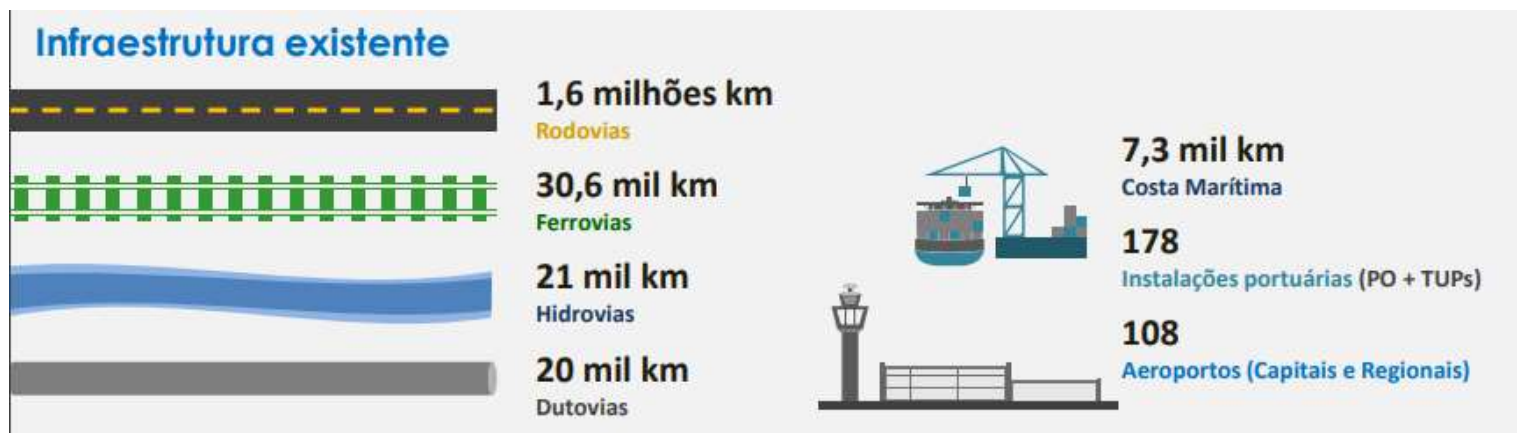 Infraestrutura existente
1,6 milhões km
Rodovias
30,6 mil km
Ferrovias
21 mil km
Hidrovias
20 mil km
Dutovias
7,3 mil km
Costa Marítima
178
Instalações portuárias (PO + TUPs)
108
Aeroportos (Capitais e Regionais)